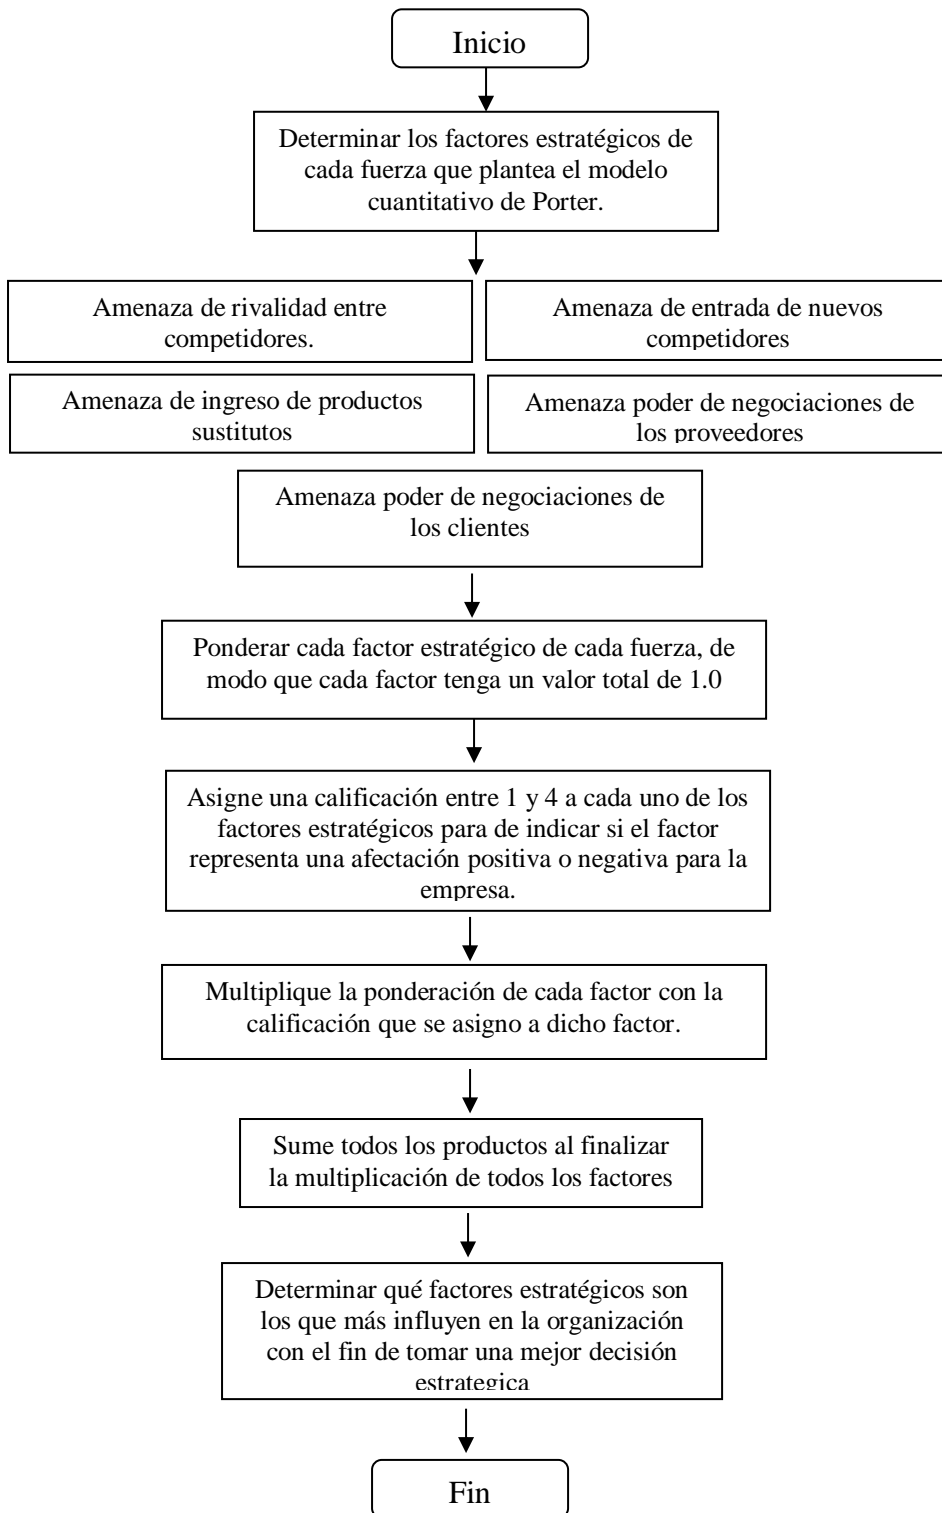 Inicio
Determinar los factores estratégicos de
cada fuerza que plantea el modelo
cuantitativo de Porter.
Amenaza de rivalidad entre
competidores.
Amenaza de entrada de nuevos
competidores
Amenaza de ingreso de productos
sustitutos
Amenaza poder de negociaciones de
los proveedores
Amenaza poder de negociaciones de
los clientes
Ponderar cada factor estratégico de cada fuerza, de
modo que cada factor tenga un valor total de 1.0
Asigne una calificación entre 1 y 4 a cada uno de los
factores estratégicos para de indicar si el factor
representa una afectación positiva o negativa para la
empresa.
Multiplique la ponderación de cada factor con la
calificación que se asigno a dicho factor.
Sume todos los productos al finalizar
la multiplicación de todos los factores
Determinar qué factores estratégicos son
los que más influyen en la organización
con el fin de tomar una mejor decisión
estrategica
Fin